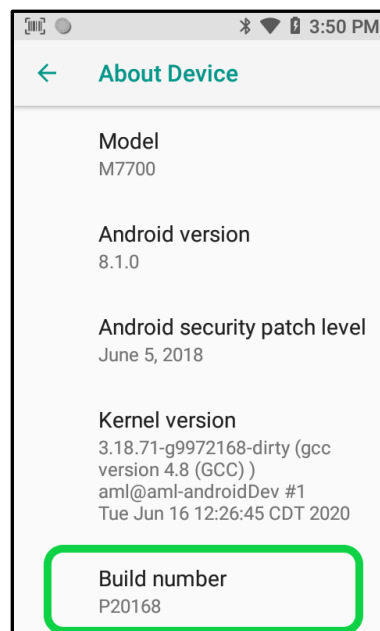 3:50 PM
About Device
Model
M7700
Android version
8.1.0
Android security patch level
June 5, 2018
Kernel version
3.18.71-g9972168-dirty (gcc
version 4.8 (GCC) )
aml@aml-androidDev #1
Tue Jun 16 12:26:45 CDT 2020
Build number
P20168